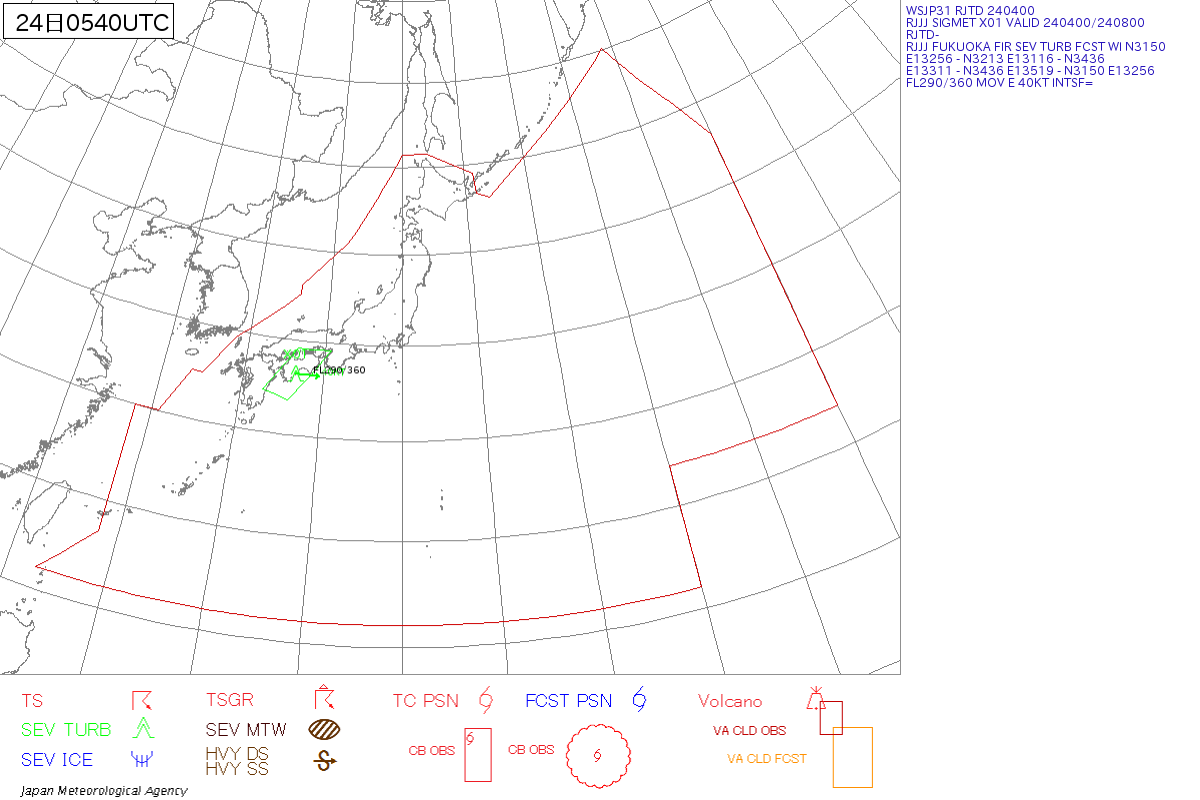 24日0540UTC
WSJP31 RJTD 240400
RJJJ SIGMET X01 VALID 240400/240800
RJTD-
RJJJ FUKUOKA FIR SEV TURB FCST WI N3150
E13256 - N3213 E13116 - N3436
E13311 - N3436 E13519 - N3150 E13256
FL290/360 MOV E 40KT INTSF=
X01
FL290/360
TS
TSGR
TC PSN
FCST PSN
Volcano
SEV TURB
SEV MTW
VA CLD OBS
SEV ICE
HVY DS
HVY SS
CB OBS
CB OBS
VA CLD FCST
Japan Meteorological Agency